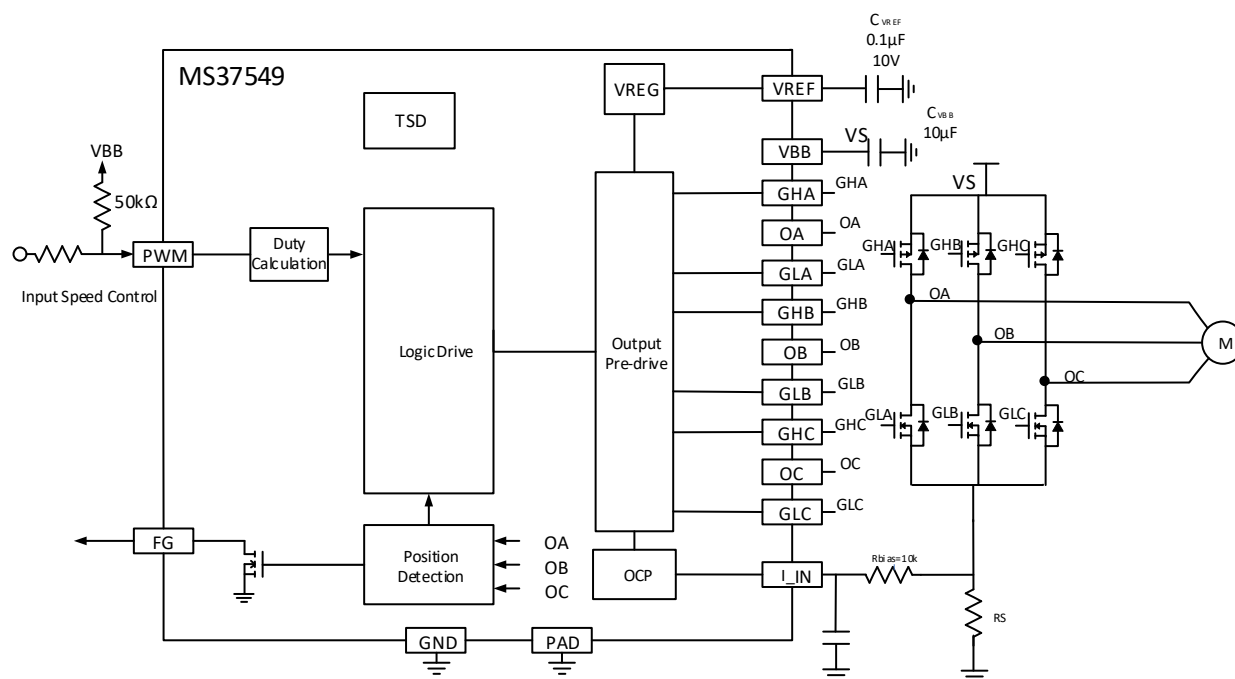 MS37549
C VREF
0.1µF
10V
VREG
VREF
TSD
C VBB
10µF
VS
VBB
VBB
50kΩ
GHA
GHA
VS
OA
OA
PWM
Duty
Calculation
GHA
GHB
GHC
GLA
GLA
Input Speed Control
OA
GHB
GHB
Logic Drive
Output
Pre-drive
OB
OB
OB
M
OC
GLB
GLB
GLA
GLB
GLC
GHC
GHC
OC
OC
GLC
GLC
FG
Position
Detection
OA
OB
OC
OCP
I_IN
Rbias=10k
RS
GND
PAD